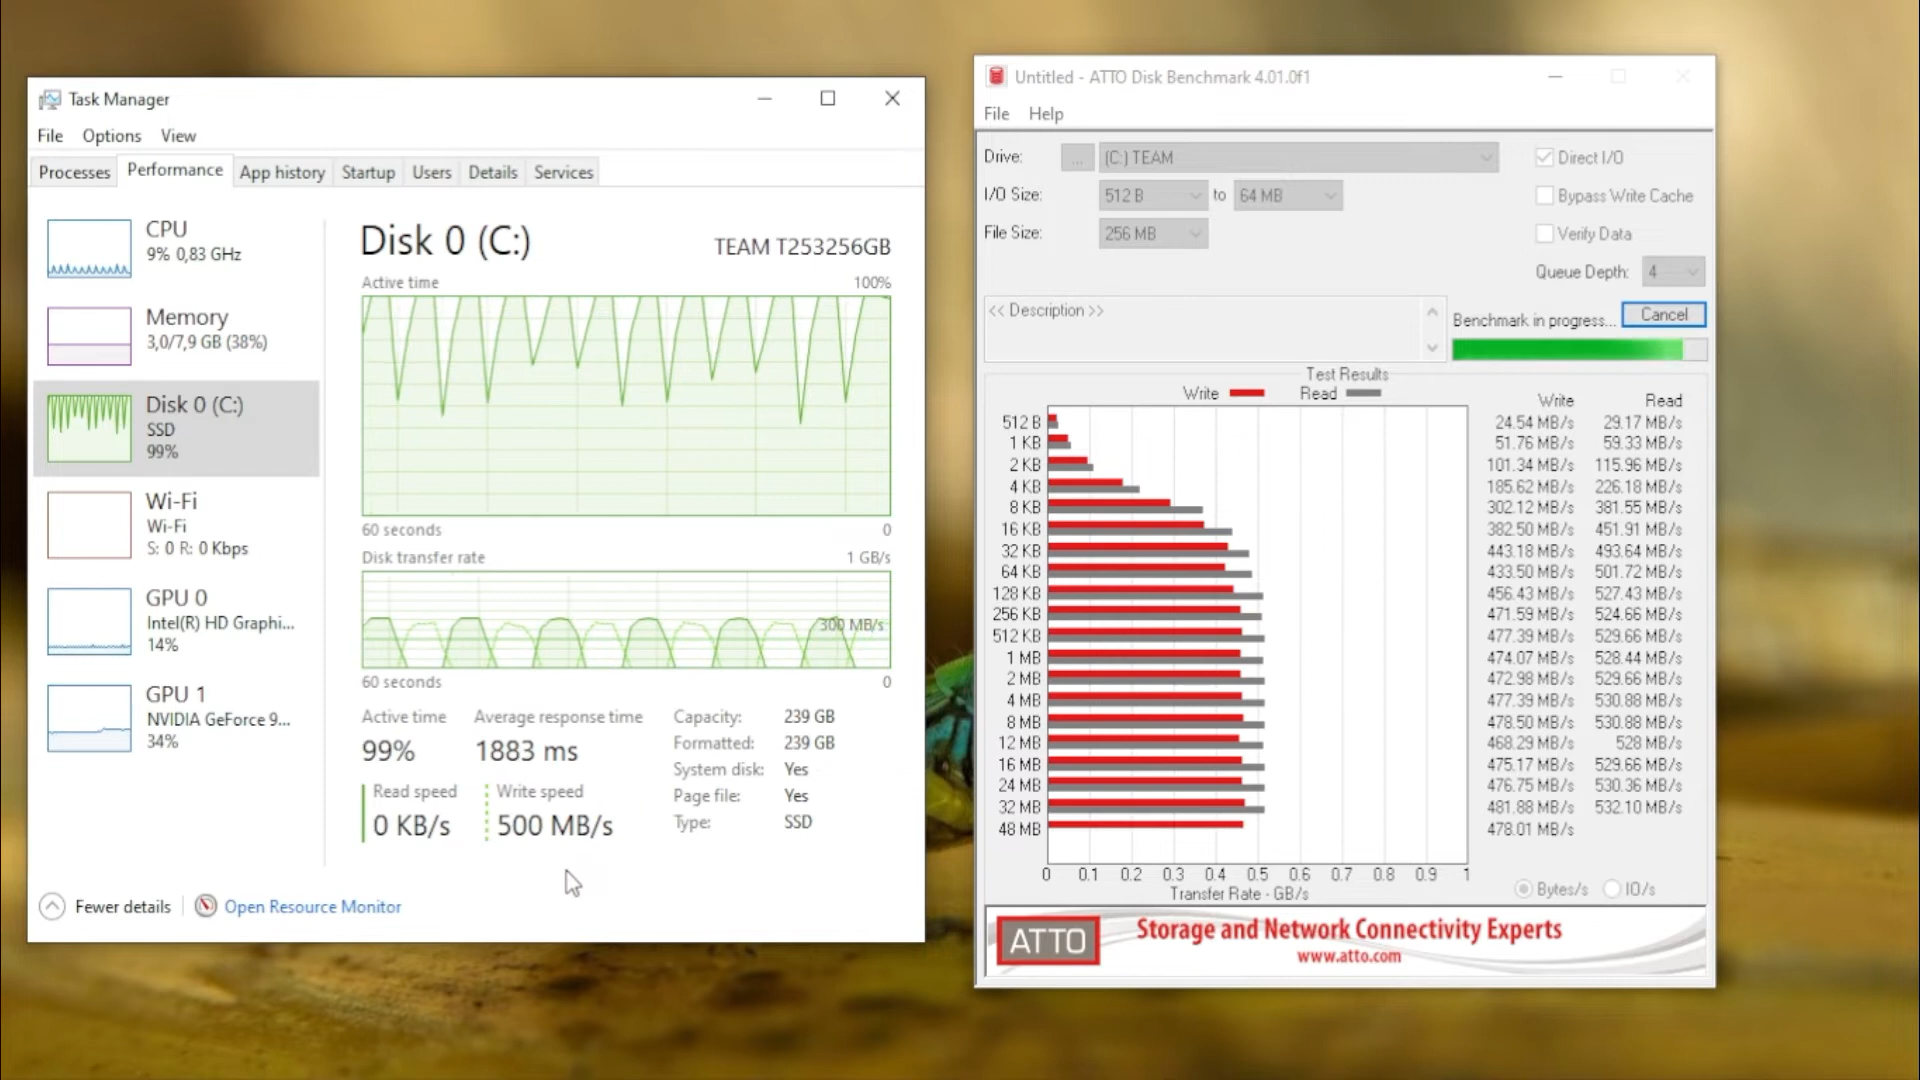 Task Manager
File Options View
Processes Performance App history Startup Users Details Services
CPU
9% 0,83 GHz
Memory
3,0/7,9 GB (38%)
Disk 0 (C:)
SSD
99%
Wi-Fi
Wi-Fi
S: 0 R: 0 Kbps
GPU 0
Intel(R) HD Graphi...
14%
GPU 1
NVIDIA GeForce 9...
34%
Disk 0 (C:) TEAM T253256GB
Active time 100%
60 seconds 0
Disk transfer rate 1 GB/s
300 MB/s
60 seconds 0
Active time Average response time
99% 1883 ms
Read speed Write speed
0 KB/s 500 MB/s
Capacity: 239 GB
Formatted: 239 GB
System disk: Yes
Page file: Yes
Type: SSD
Fewer details Open Resource Monitor
Untitled - ATTO Disk Benchmark 4.01.0f1
File Help
Drive: ... (C:) TEAM Direct I/O
I/O Size: 512 B to 64 MB Bypass Write Cache
File Size: 256 MB Verify Data
Queue Depth: 4
<< Description >>
Benchmark in progress... Cancel
Test Results
Write Read
Write Read
512 B 24.54 MB/s 29.17 MB/s
1 KB 51.76 MB/s 59.33 MB/s
2 KB 101.34 MB/s 115.96 MB/s
4 KB 185.62 MB/s 226.18 MB/s
8 KB 302.12 MB/s 381.55 MB/s
16 KB 382.50 MB/s 451.91 MB/s
32 KB 443.18 MB/s 493.64 MB/s
64 KB 433.50 MB/s 501.72 MB/s
128 KB 456.43 MB/s 527.43 MB/s
256 KB 471.59 MB/s 524.66 MB/s
512 KB 477.39 MB/s 529.66 MB/s
1 MB 474.07 MB/s 528.44 MB/s
2 MB 472.98 MB/s 529.66 MB/s
4 MB 477.39 MB/s 530.88 MB/s
8 MB 478.50 MB/s 530.88 MB/s
12 MB 468.29 MB/s 528 MB/s
16 MB 475.17 MB/s 529.66 MB/s
24 MB 476.75 MB/s 530.36 MB/s
32 MB 481.88 MB/s 532.10 MB/s
48 MB 478.01 MB/s
0 0.1 0.2 0.3 0.4 0.5 0.6 0.7 0.8 0.9 1
Transfer Rate - GB/s
Bytes/s IO/s
ATTO
Storage and Network Connectivity Experts
www.atto.com